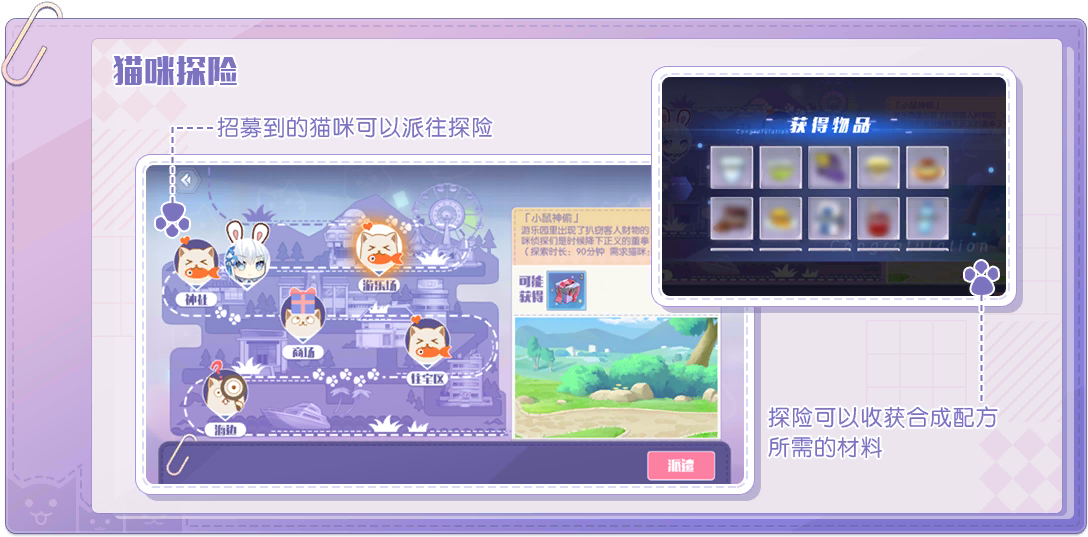 猫咪探险
招募到的猫咪可以派往探险
获得物品
Congratulation
Congratulation
「小鼠神偷」
游乐园里出现了扒窃客人财物的
咪侦探们是时候降下正义的重拳
(探索时长:90分钟 需求猫咪:
可能
获得
神社
游乐场
商场
住宅区
海边
派遣
探险可以收获合成配方
所需的材料